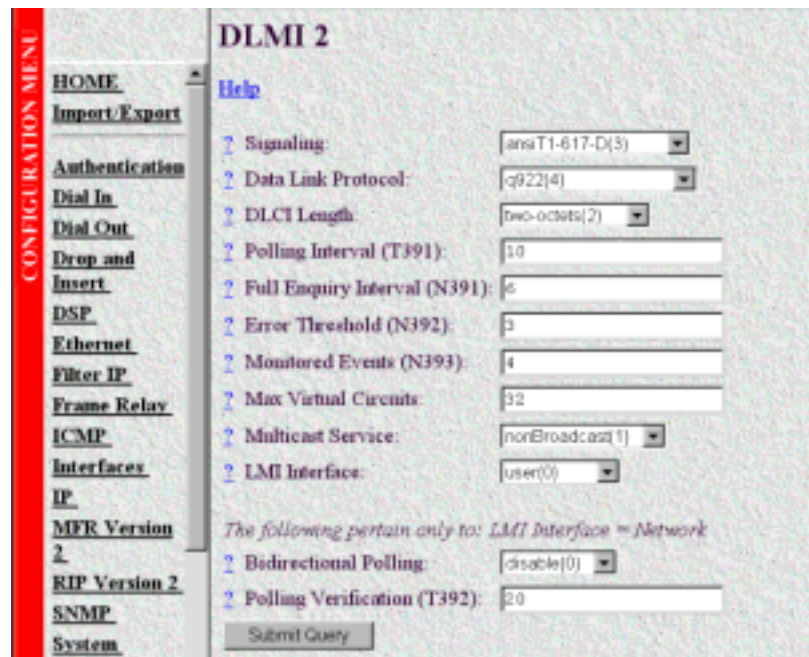 CONFIGURATION MENU
HOME
Import/Export
Authentication
Dial In
Dial Out
Drop and
Insert
DSP
Ethernet
Filter IP
Frame Relay
ICMP
Interfaces
IP
MFR Version
2
RIP Version 2
SNMP
System
DLMI 2
Help
? Signaling: ansiT1-617-D(3)
? Data Link Protocol: q922(4)
? DLCI Length two-octets(2)
? Polling Interval (T391): 10
? Full Enquiry Interval (N391): 6
? Error Threshold (N392): 3
? Monitored Events (N393): 4
? Max Virtual Circuits: 32
? Multicast Service: nonBroadcast(1)
? LMI Interface: user(0)
The following pertain only to: LMI Interface = Network
? Bidirectional Polling: disable(0)
? Polling Verification (T392): 20
Submit Query